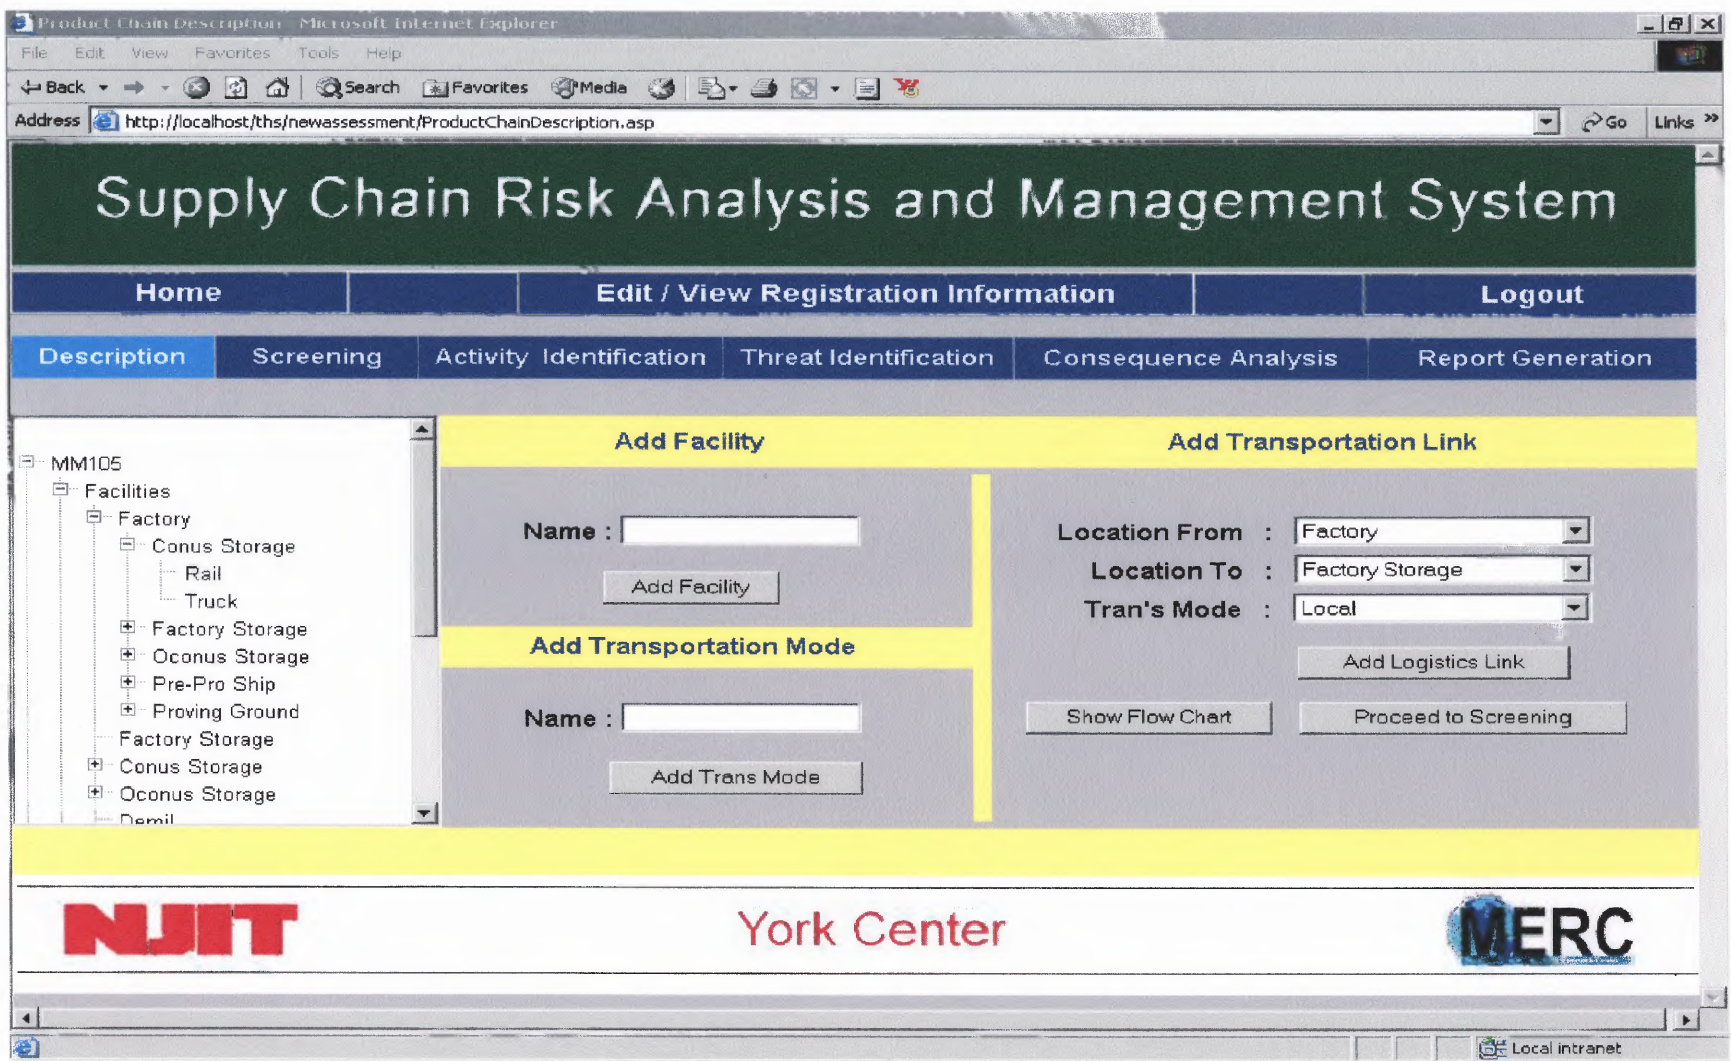 Product Chain Description - Microsoft Internet Explorer
File Edit View Favorites Tools Help
Back Search Favorites Media
Address http://localhost/ths/newassessment/ProductChainDescription.asp Go Links »
Supply Chain Risk Analysis and Management System
Home Edit / View Registration Information Logout
Description Screening Activity Identification Threat Identification Consequence Analysis Report Generation
MM105
Facilities
Factory
Conus Storage
Rail
Truck
Factory Storage
Oconus Storage
Pre-Pro Ship
Proving Ground
Factory Storage
Conus Storage
Oconus Storage
Demil
Add Facility
Name :
Add Facility
Add Transportation Mode
Name :
Add Trans Mode
Add Transportation Link
Location From : Factory
Location To : Factory Storage
Tran's Mode : Local
Add Logistics Link
Show Flow Chart Proceed to Screening
NJIT York Center MERC
Local intranet